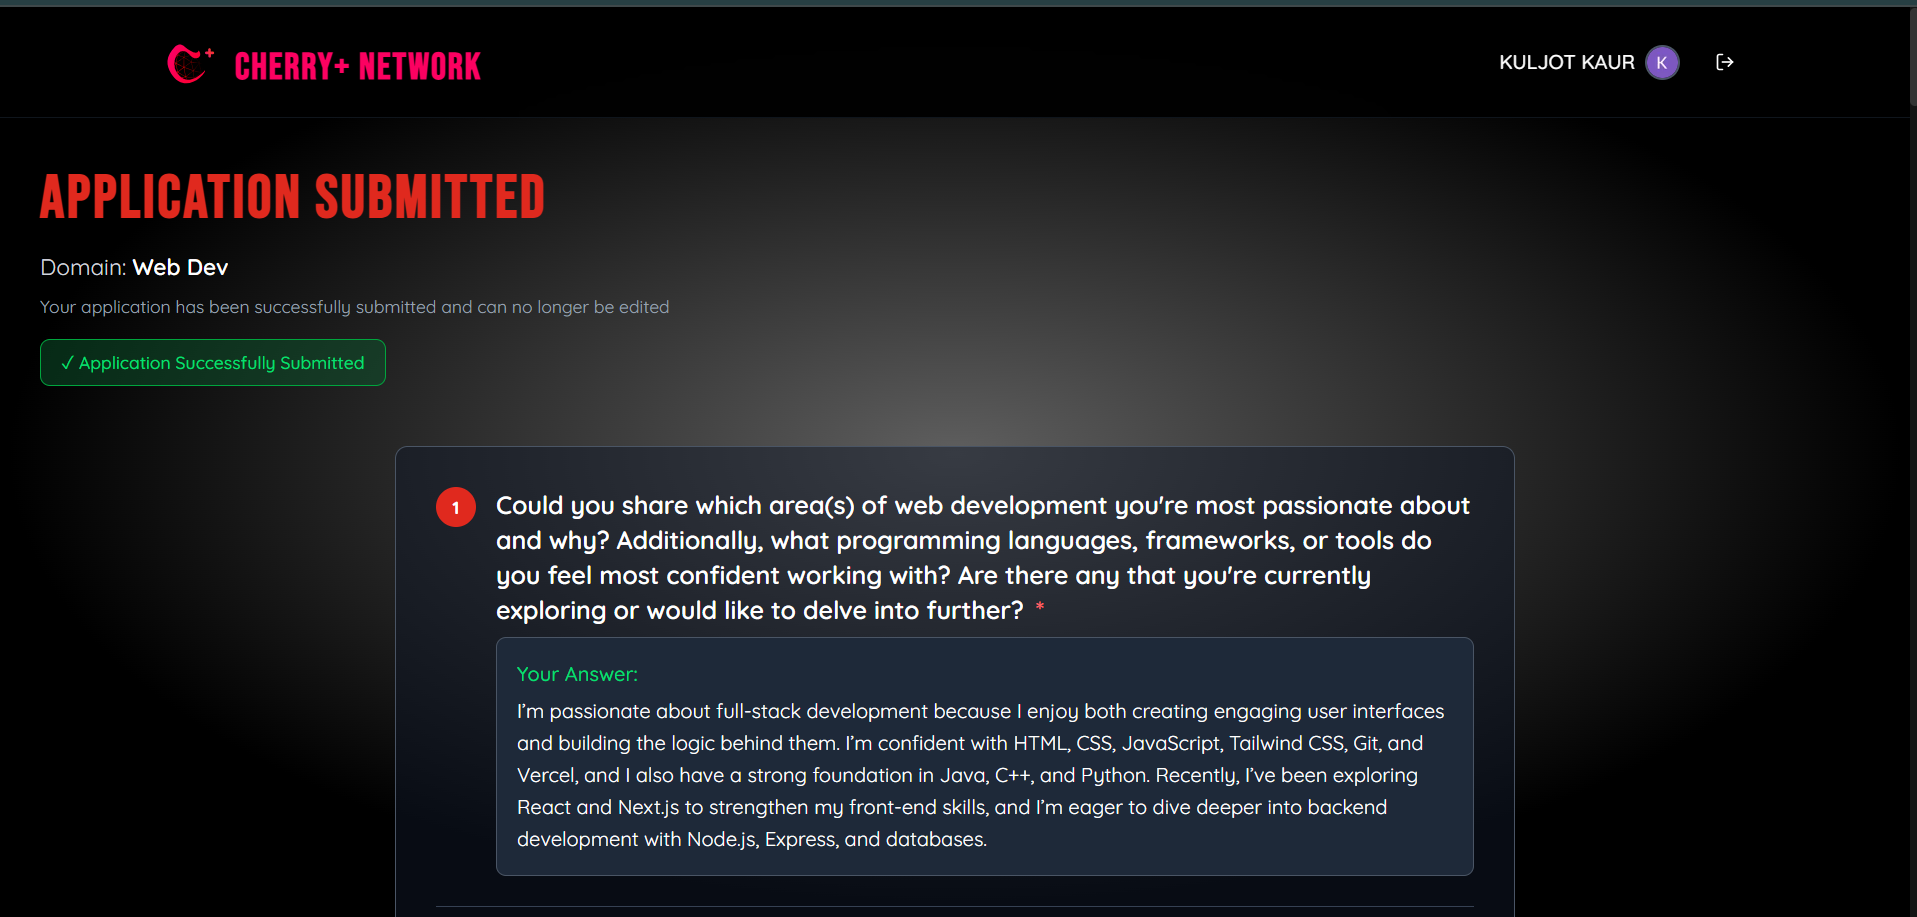 CHERRY+ NETWORK
KULJOT KAUR
K
APPLICATION SUBMITTED
Domain: Web Dev
Your application has been successfully submitted and can no longer be edited
✓ Application Successfully Submitted
1
Could you share which area(s) of web development you're most passionate about
and why? Additionally, what programming languages, frameworks, or tools do
you feel most confident working with? Are there any that you're currently
exploring or would like to delve into further? *
Your Answer:
I’m passionate about full-stack development because I enjoy both creating engaging user interfaces
and building the logic behind them. I’m confident with HTML, CSS, JavaScript, Tailwind CSS, Git, and
Vercel, and I also have a strong foundation in Java, C++, and Python. Recently, I’ve been exploring
React and Next.js to strengthen my front-end skills, and I’m eager to dive deeper into backend
development with Node.js, Express, and databases.